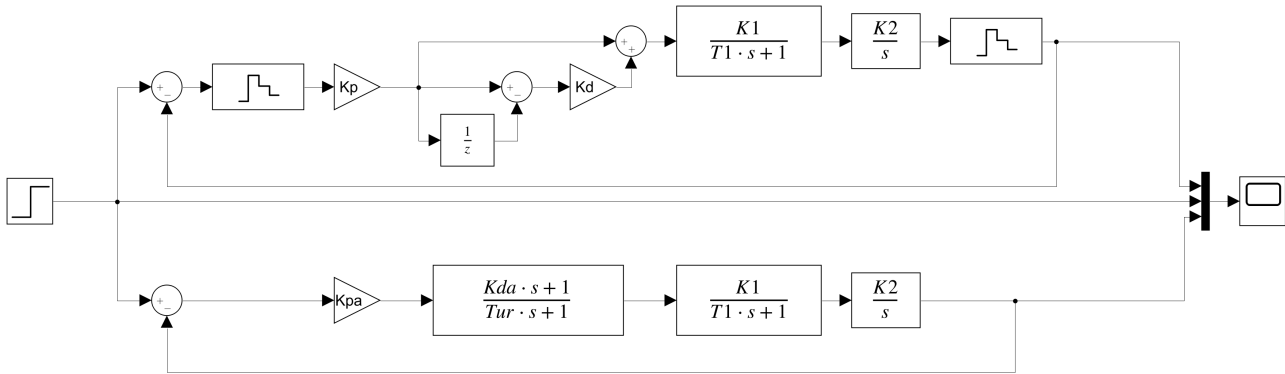 +
−
Kp
1
z
+
−
Kd
+
+
K1
T1 · s + 1
K2
s
+
−
Kpa
Kda · s + 1
Tur · s + 1
K1
T1 · s + 1
K2
s